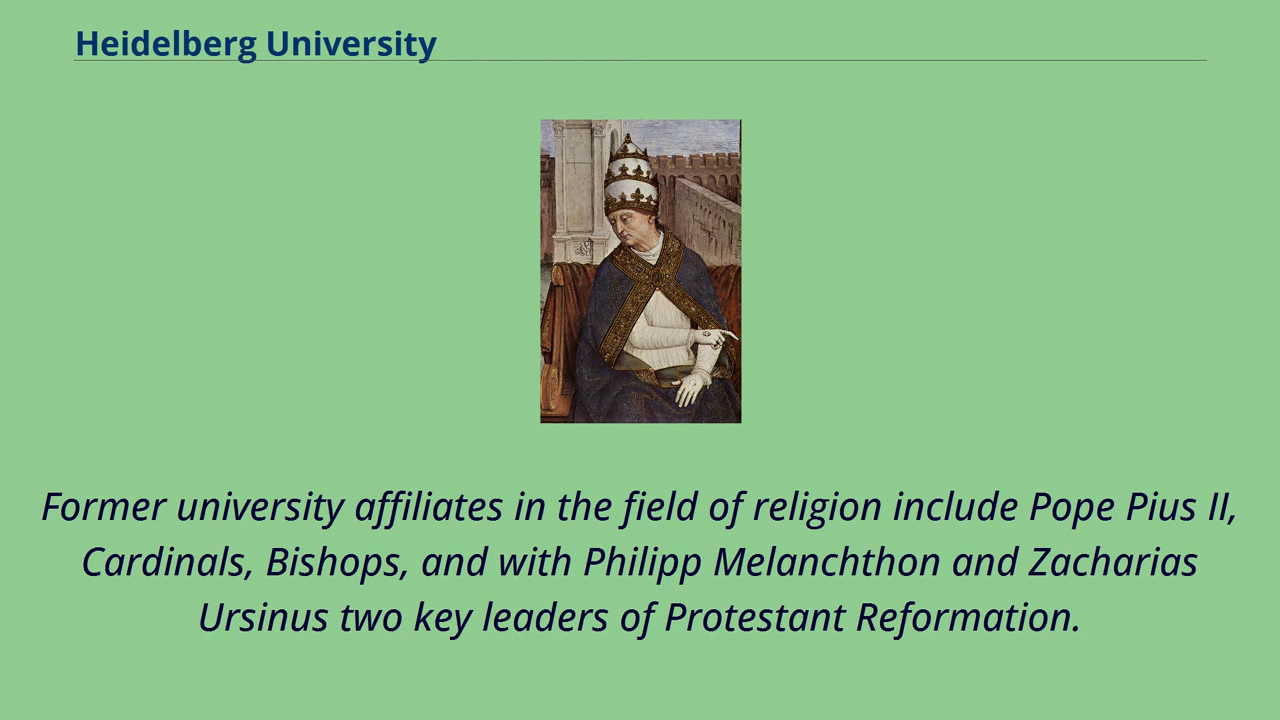 Heidelberg University
Former university affiliates in the field of religion include Pope Pius II,
Cardinals, Bishops, and with Philipp Melanchthon and Zacharias
Ursinus two key leaders of Protestant Reformation.